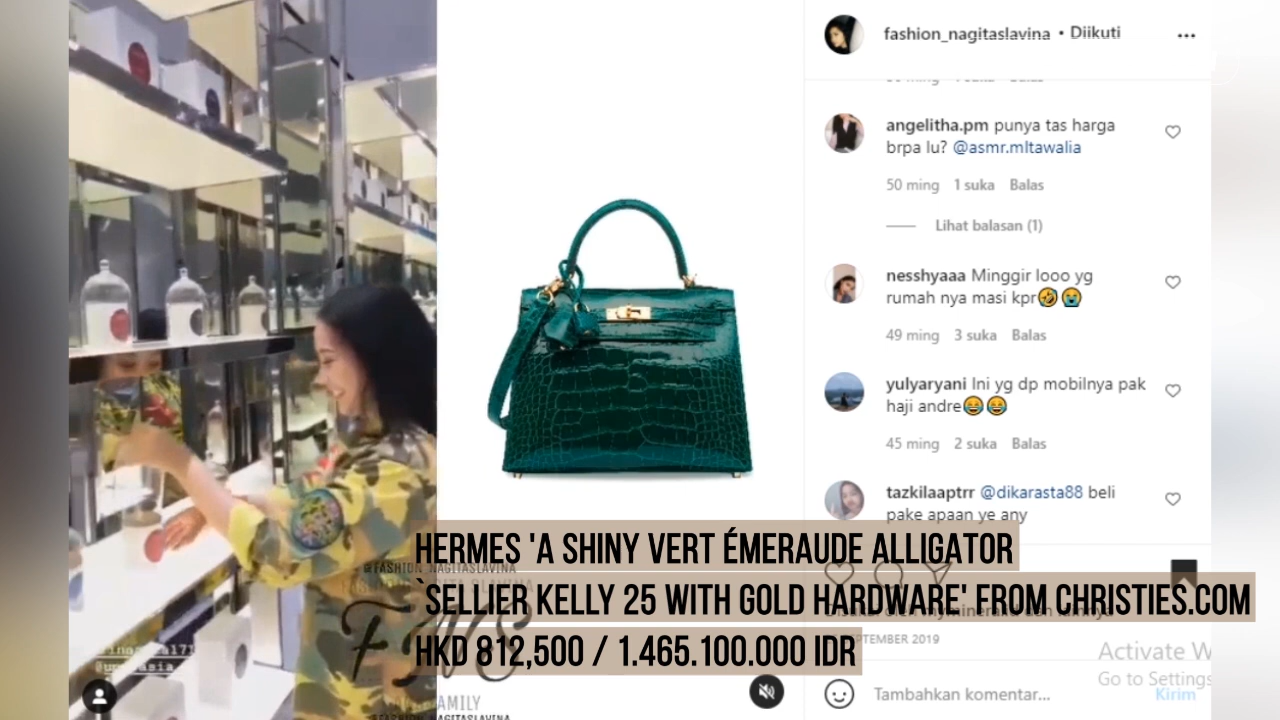 fashion_nagitaslavina • Diikuti
angelitha.pm punya tas harga
brpa lu? @asmr.mltawalia
50 ming 1 suka Balas
Lihat balasan (1)
nesshyaaa Minggir looo yg
rumah nya masi kpr🤣😭
49 ming 3 suka Balas
yulyaryani Ini yg dp mobilnya pak
haji andre😂😂
45 ming 2 suka Balas
tazkilaaptrr @dikarasta88 beli
pake apaan ye any
HERMES 'A SHINY VERT ÉMERAUDE ALLIGATOR
@FASHION_NAGITASLAVINA
`SELLIER KELLY 25 WITH GOLD HARDWARE' FROM CHRISTIES.COM
SEPTEMBER 2019
HKD 812,500 / 1.465.100.000 IDR
Activate W
Go to Settings
Tambahkan komentar...
Kirim
FAMILY
@FASHION_NAGITASLAVINA